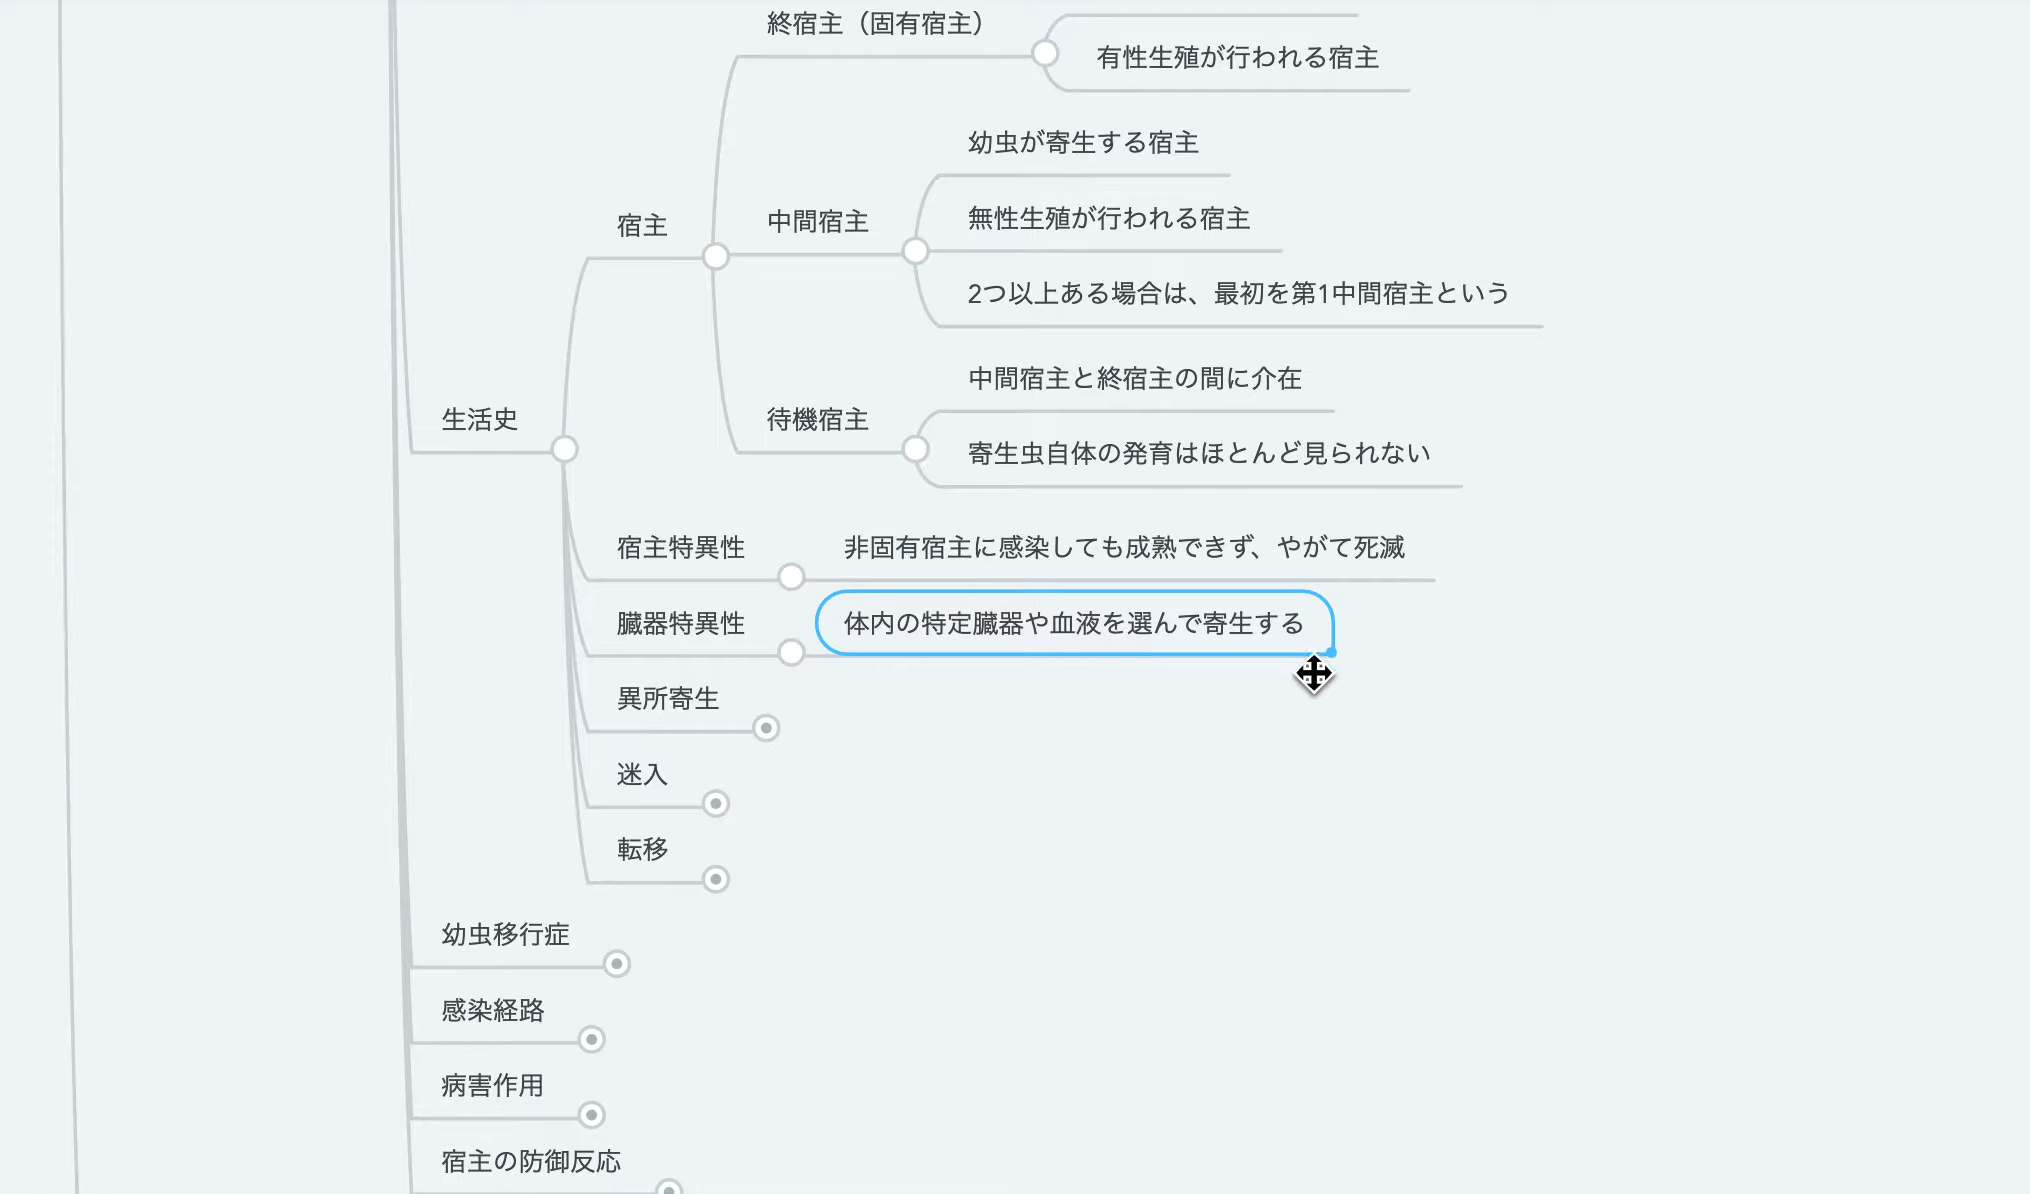 終宿主（固有宿主）
有性生殖が行われる宿主
幼虫が寄生する宿主
宿主
中間宿主
無性生殖が行われる宿主
2つ以上ある場合は、最初を第1中間宿主という
中間宿主と終宿主の間に介在
生活史
待機宿主
寄生虫自体の発育はほとんど見られない
宿主特異性
非固有宿主に感染しても成熟できず、やがて死滅
臓器特異性
体内の特定臓器や血液を選んで寄生する
異所寄生
迷入
転移
幼虫移行症
感染経路
病害作用
宿主の防御反応